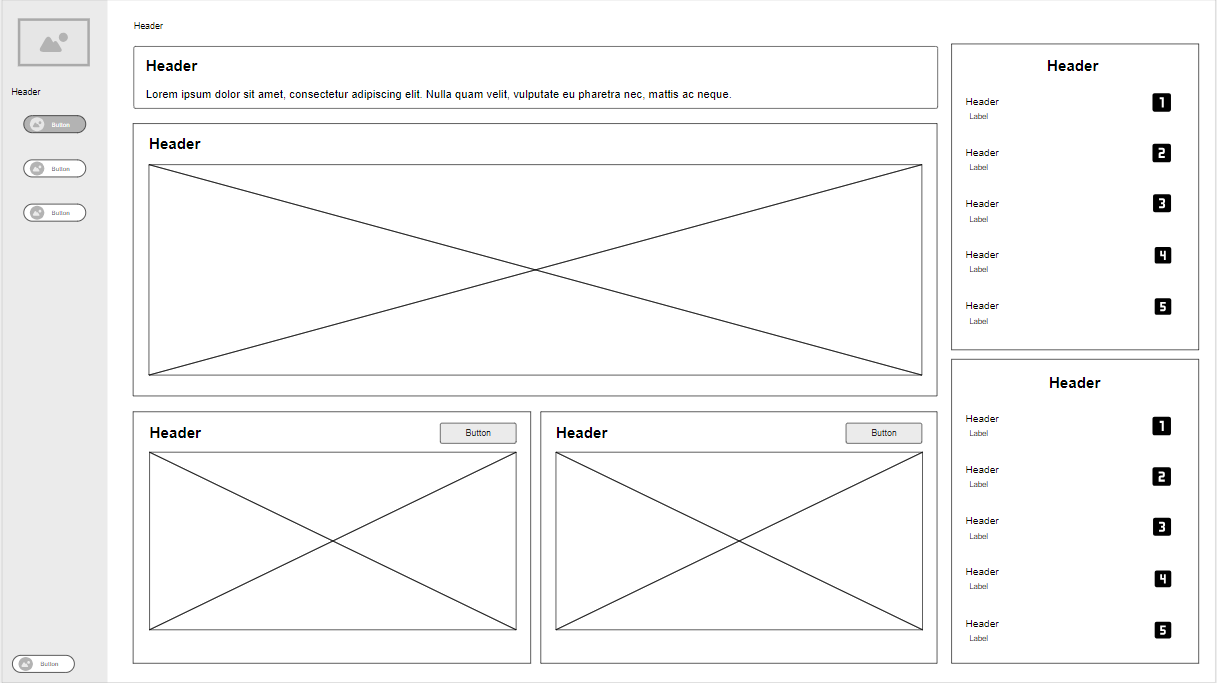 Header
Button
Button
Button
Button
Header
Header
Lorem ipsum dolor sit amet, consectetur adipiscing elit. Nulla quam velit, vulputate eu pharetra nec, mattis ac neque.
Header
Header
Button
Header
Button
Header
Header
1
Label
Header
2
Label
Header
3
Label
Header
4
Label
Header
5
Label
Header
Header
1
Label
Header
2
Label
Header
3
Label
Header
4
Label
Header
5
Label